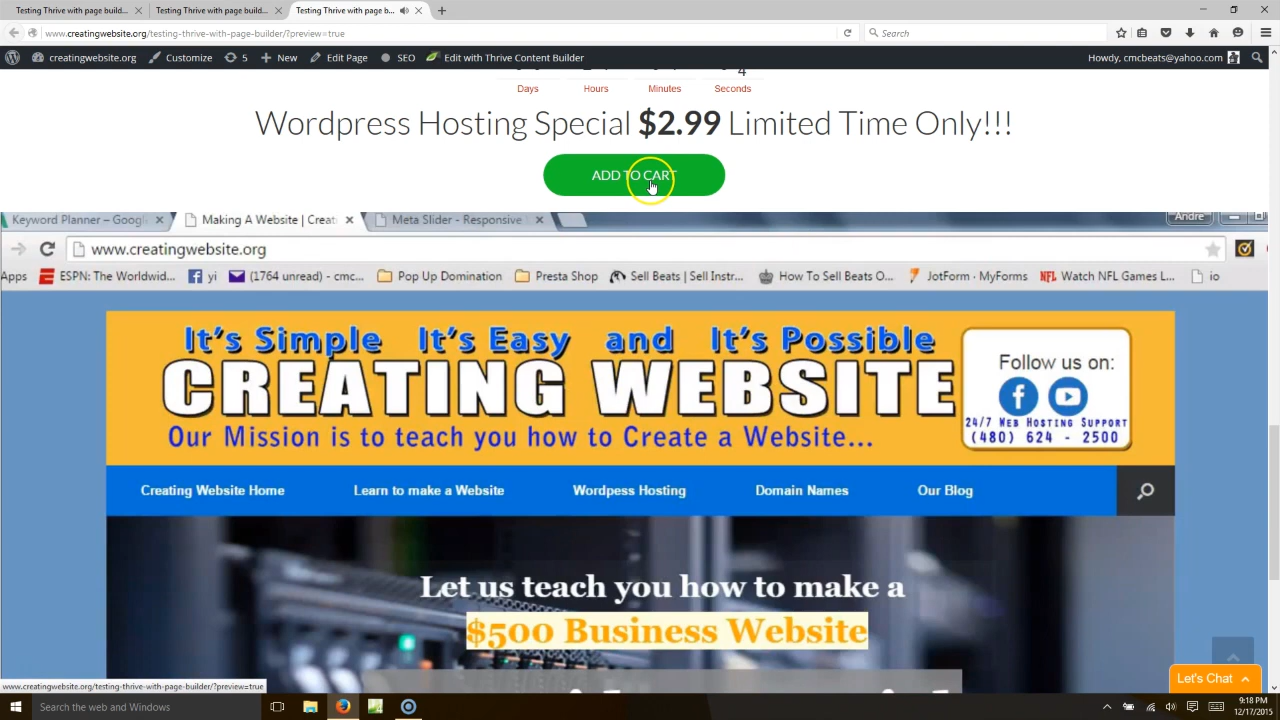 Testing Thrive with page buil...
Testing Thrive with page buil...
Testing Thrive with page b...
www.creatingwebsite.org/testing-thrive-with-page-builder/?preview=true
Search
creatingwebsite.org
Customize
5
New
Edit Page
SEO
Edit with Thrive Content Builder
Howdy, cmcbeats@yahoo.com
4
Days
Hours
Minutes
Seconds
Wordpress Hosting Special $2.99 Limited Time Only!!!
ADD TO CART
Keyword Planner – Googl
Making A Website | Creat
Meta Slider - Responsive
Andre
www.creatingwebsite.org
Apps
ESPN: The Worldwid...
yi
(1764 unread) - cmc...
Pop Up Domination
Presta Shop
Sell Beats | Sell Instr...
How To Sell Beats O...
JotForm · MyForms
Watch NFL Games L...
io
It's Simple It's Easy and It's Possible
CREATING WEBSITE
Our Mission is to teach you how to Create a Website...
Follow us on:
24/7 Web Hosting Support
(480) 624 - 2500
Creating Website Home
Learn to make a Website
Wordpess Hosting
Domain Names
Our Blog
Let us teach you how to make a
$500 Business Website
www.creatingwebsite.org/testing-thrive-with-page-builder/?preview=true
Let's Chat
Search the web and Windows
9:18 PM
12/17/2015